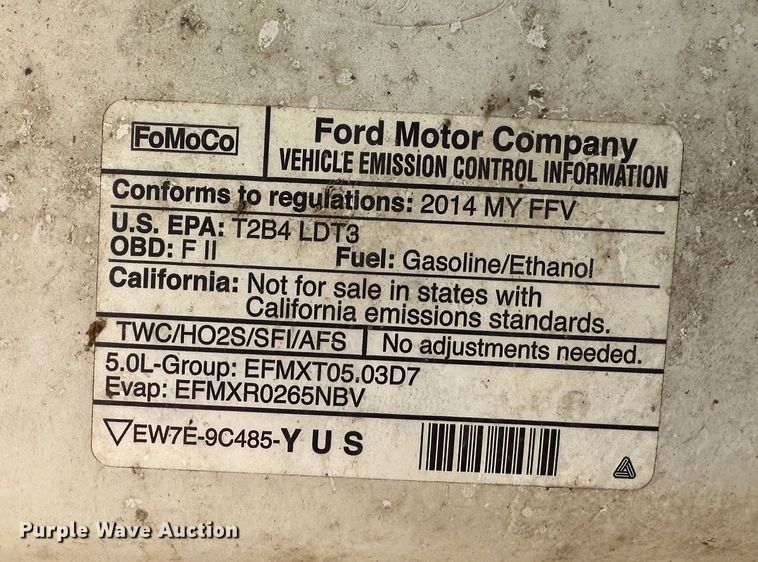 FoMoCo
Ford Motor Company
VEHICLE EMISSION CONTROL INFORMATION
Conforms to regulations: 2014 MY FFV
U.S. EPA: T2B4 LDT3
OBD: F II Fuel: Gasoline/Ethanol
California: Not for sale in states with
California emissions standards.
TWC/HO2S/SFI/AFS No adjustments needed.
5.0L-Group: EFMXT05.03D7
Evap: EFMXR0265NBV
EW7E-9C485-Y U S
Purple Wave Auction